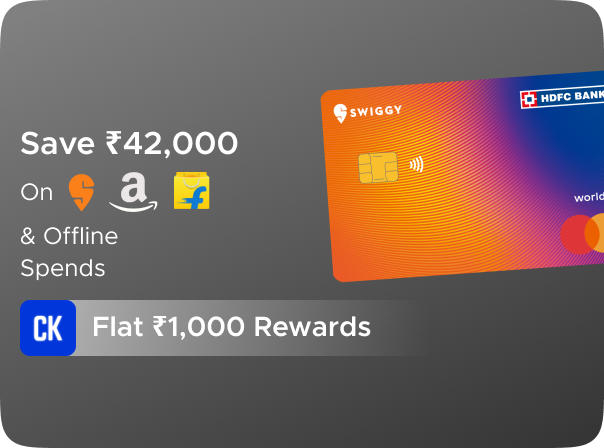 Save ₹42,000
On
& Offline
Spends
CK
Flat ₹1,000 Rewards
SWIGGY
HDFC BANK
world